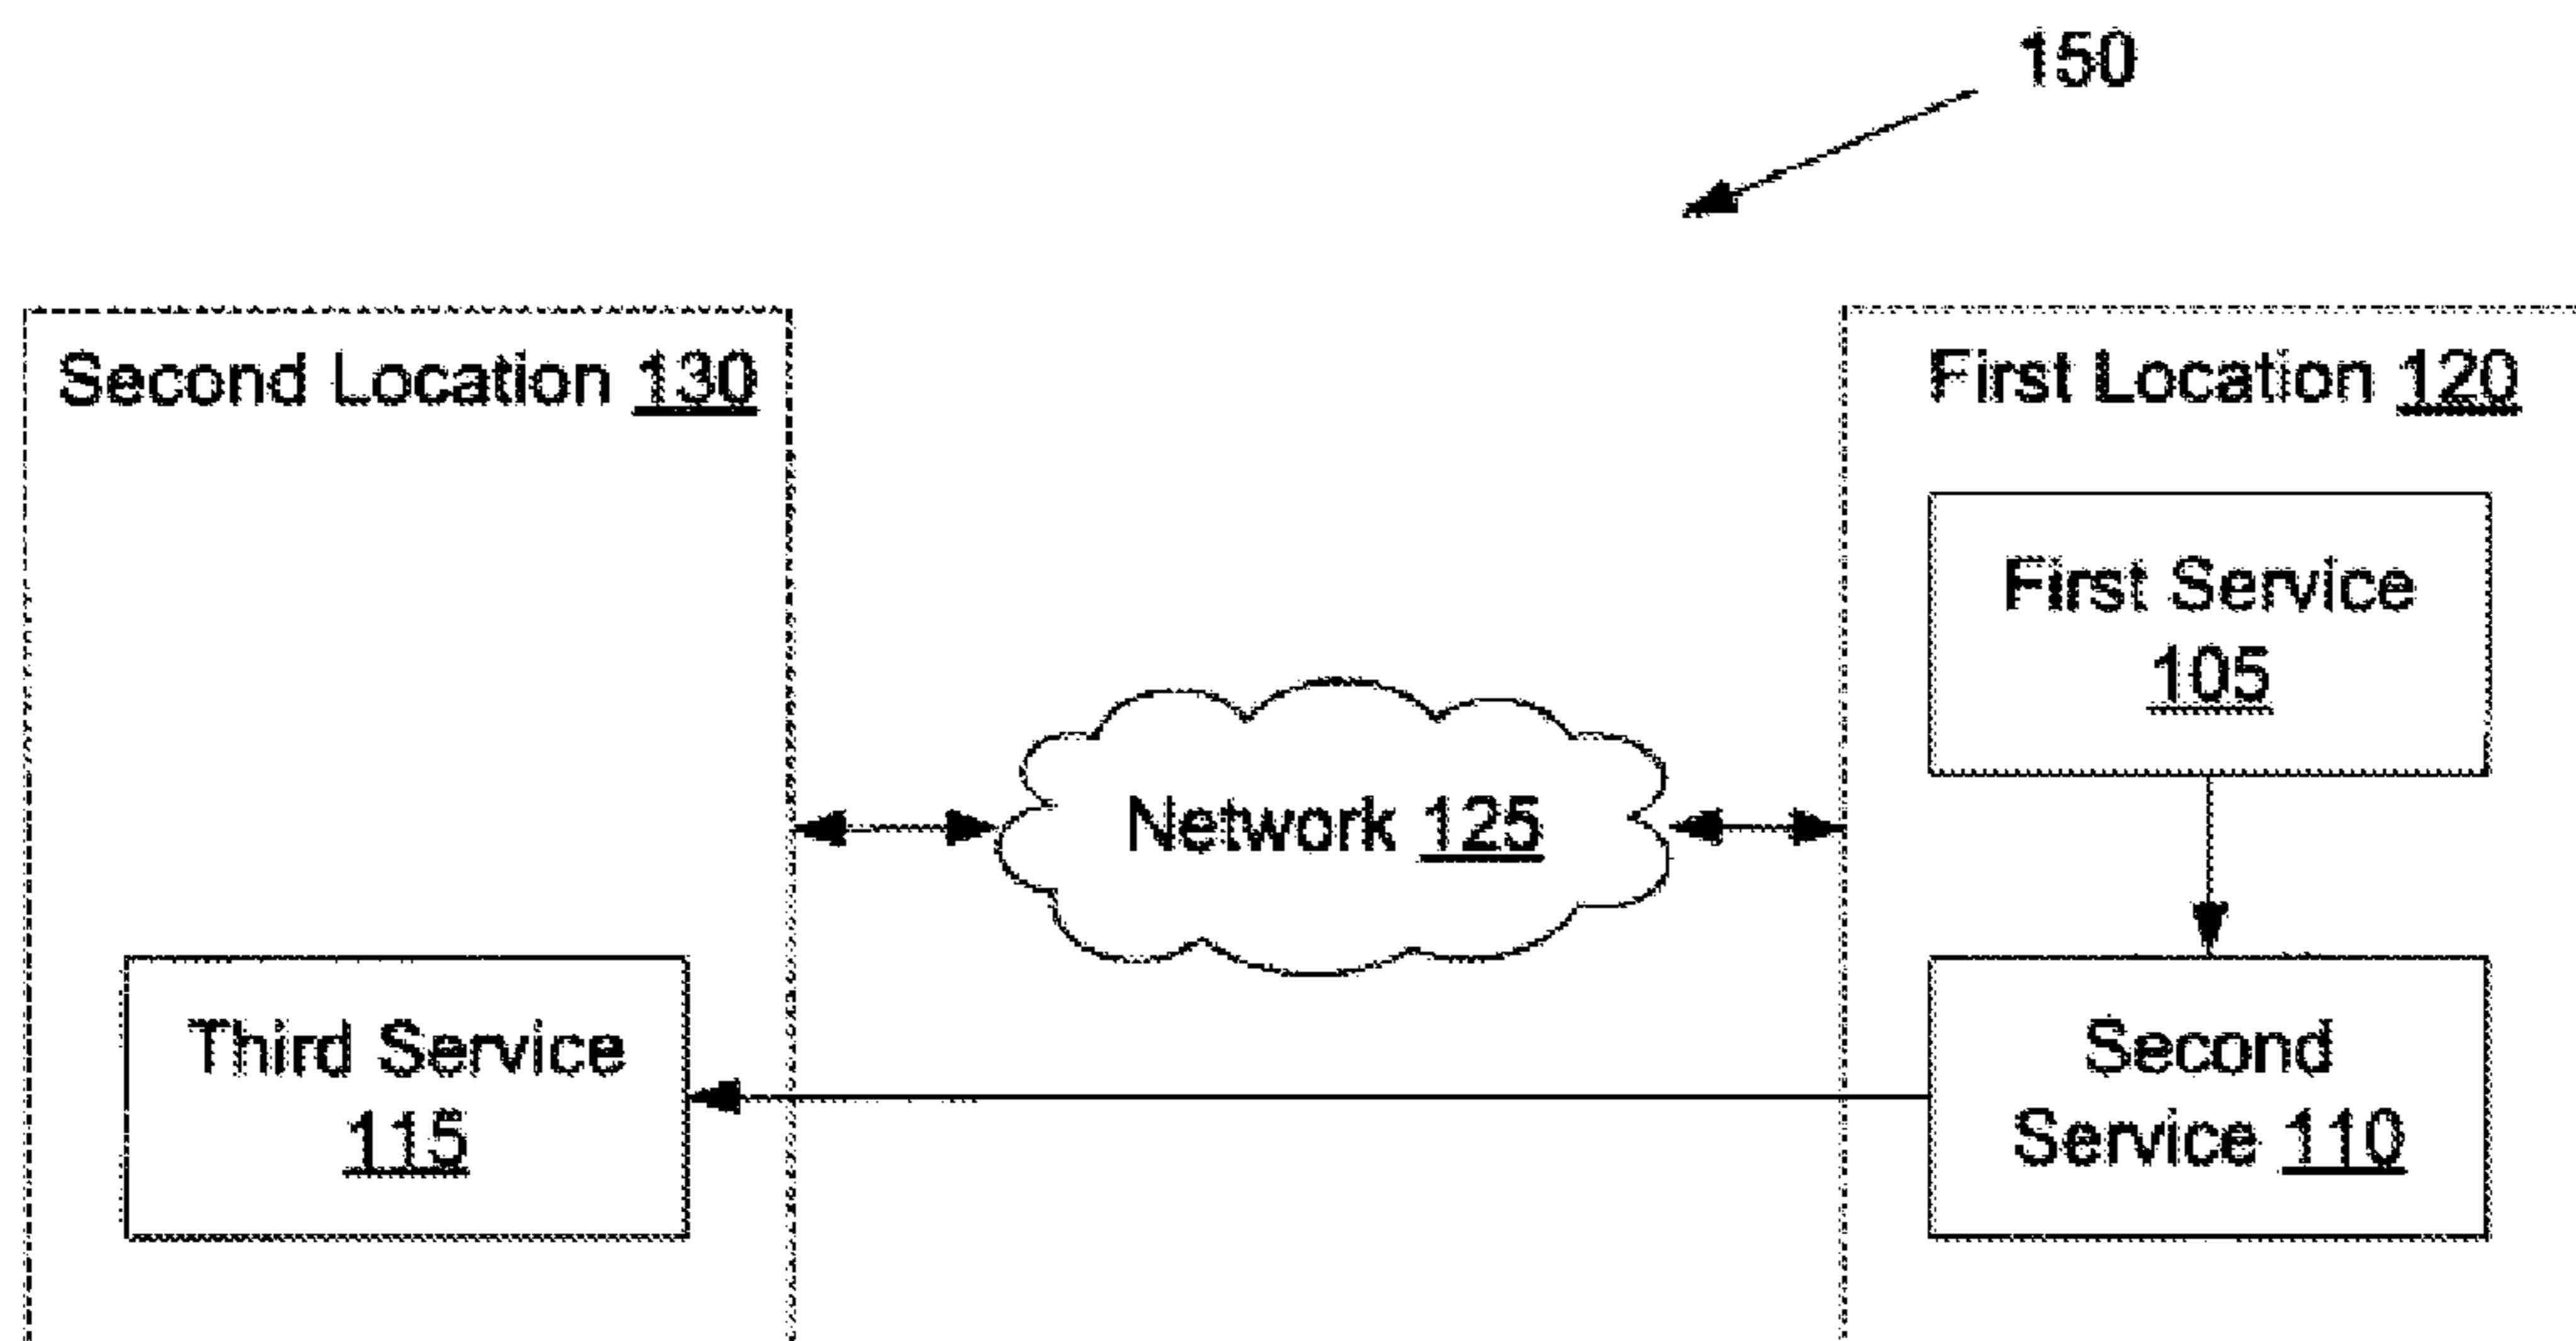 150
Second Location 130
First Location 120
First Service
105
Network 125
Third Service
115
Second
Service 110